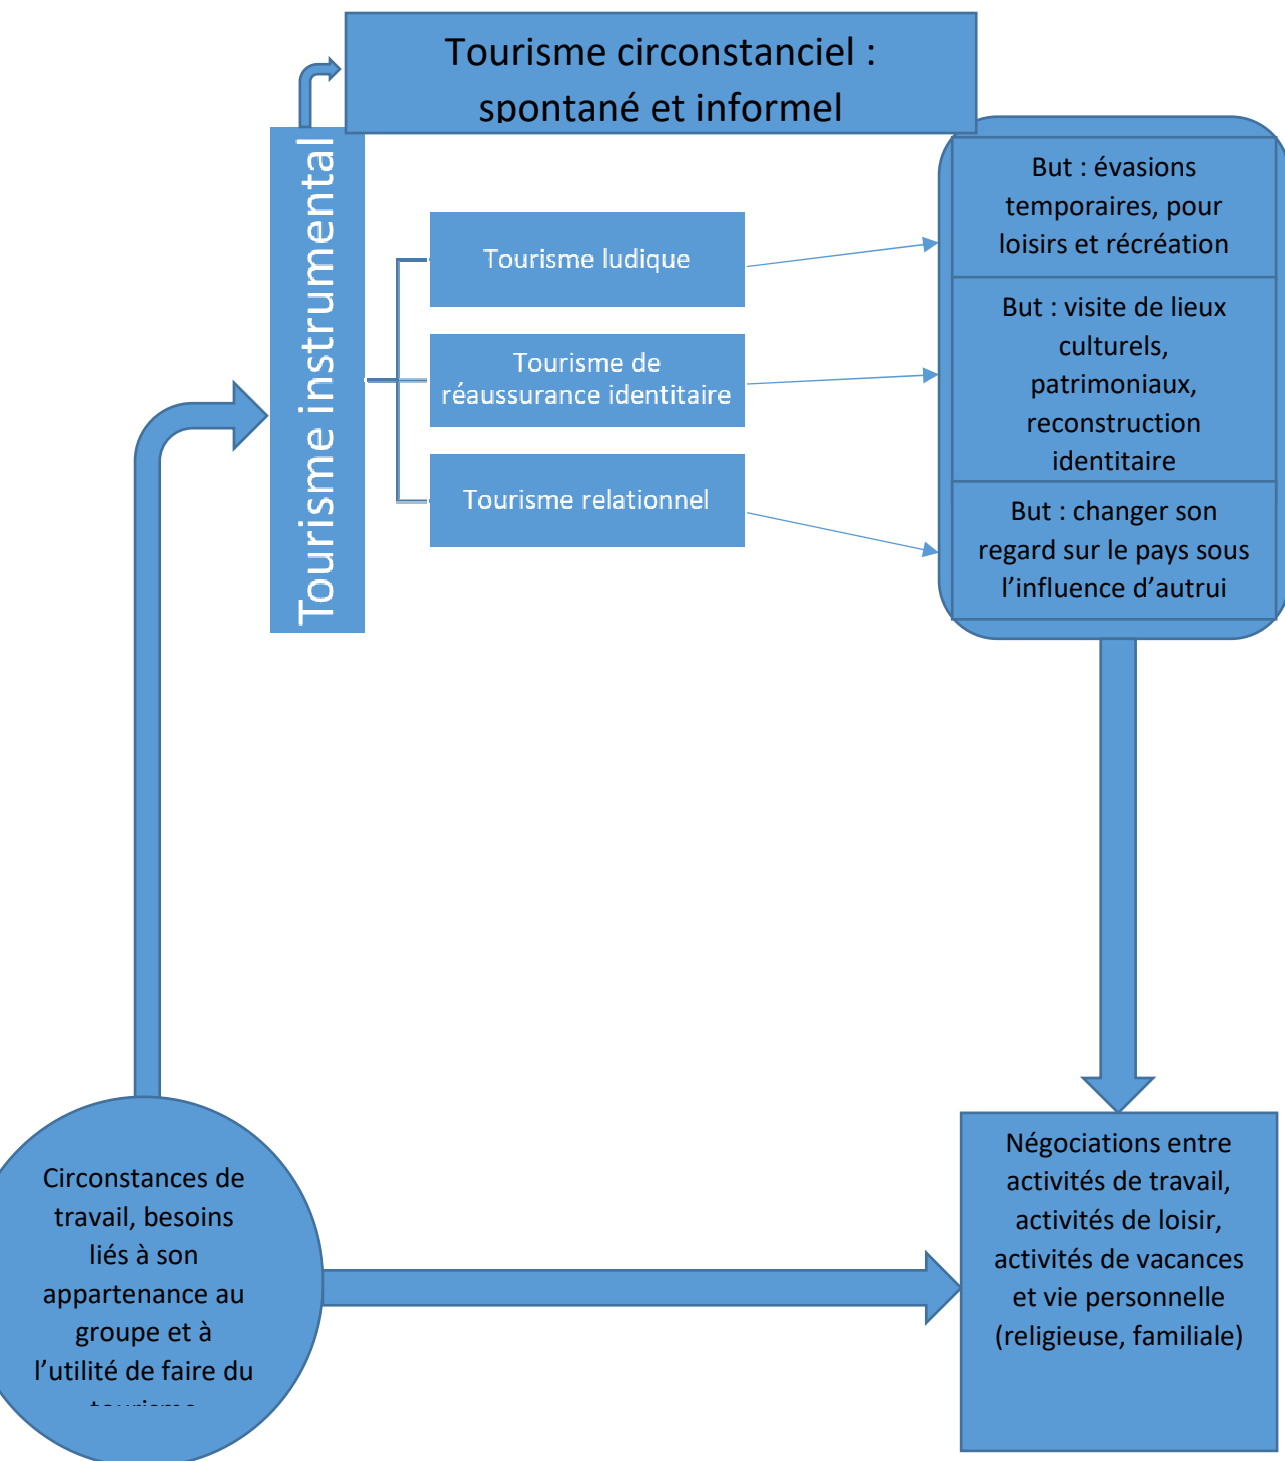 Tourisme circonstanciel :
spontané et informel
Tourisme instrumental
Tourisme ludique
Tourisme de
réaussurance identitaire
Tourisme relationnel
But : évasions
temporaires, pour
loisirs et récréation
But : visite de lieux
culturels,
patrimoniaux,
reconstruction
identitaire
But : changer son
regard sur le pays sous
l’influence d’autrui
Circonstances de
travail, besoins
liés à son
appartenance au
groupe et à
l’utilité de faire du
tourisme
Négociations entre
activités de travail,
activités de loisir,
activités de vacances
et vie personnelle
(religieuse, familiale)